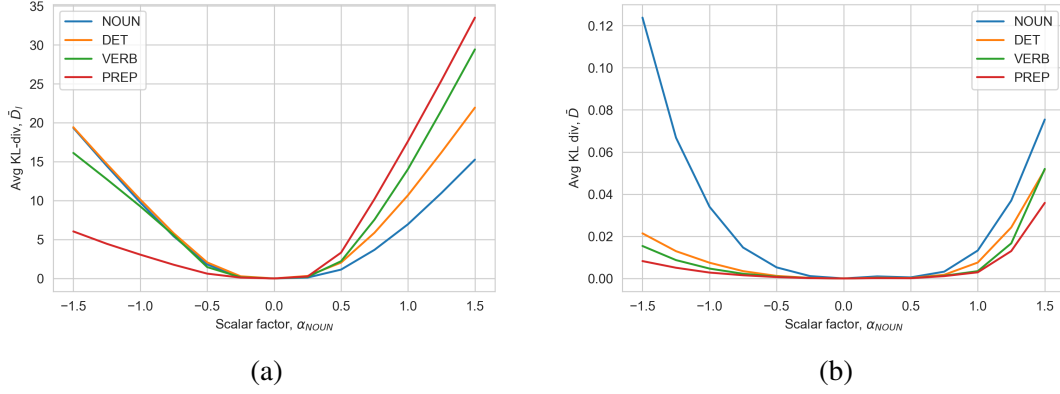 35
30
25
20
15
10
5
0
Avg KL-div, D̄ₗ
NOUN
DET
VERB
PREP
−1.5 −1.0 −0.5 0.0 0.5 1.0 1.5
Scalar factor, α_NOUN
(a)
0.12
0.10
0.08
0.06
0.04
0.02
0.00
Avg KL div, D̄
NOUN
DET
VERB
PREP
−1.5 −1.0 −0.5 0.0 0.5 1.0 1.5
Scalar factor, α_NOUN
(b)